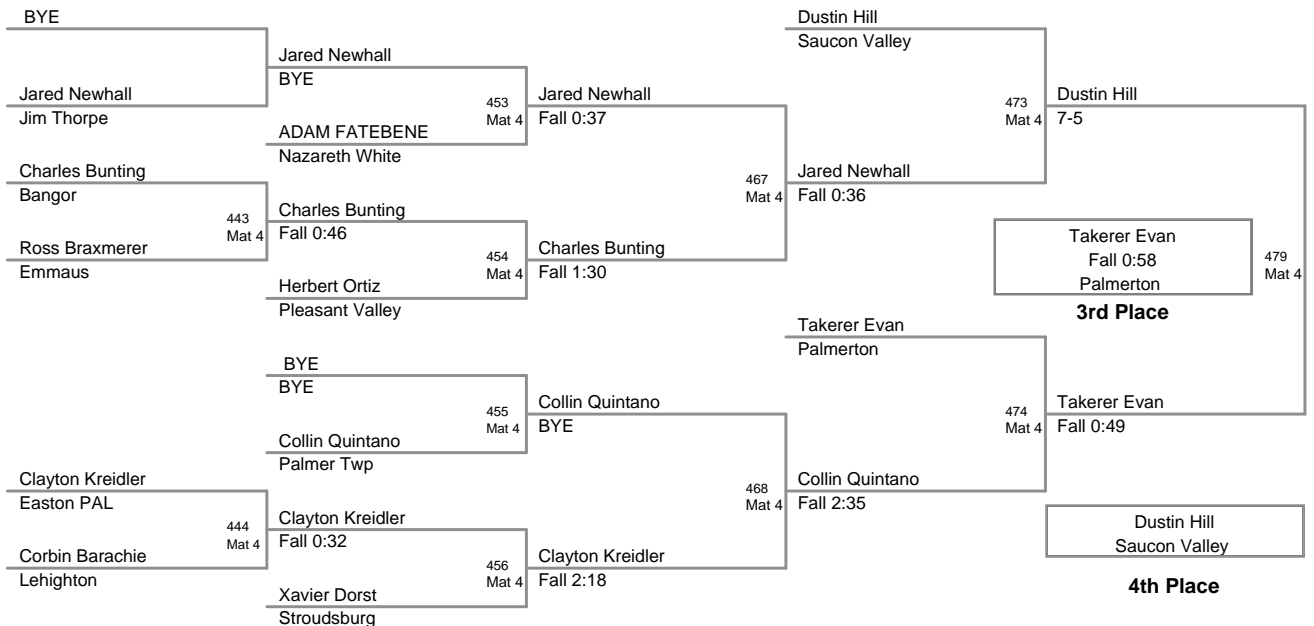 BYE
Jared Newhall
Jim Thorpe
Charles Bunting
Bangor
Ross Braxmerer
Emmaus
Clayton Kreidler
Easton PAL
Corbin Barachie
Lehighton
443
Mat 4
444
Mat 4
Jared Newhall
BYE
ADAM FATEBENE
Nazareth White
Charles Bunting
Fall 0:46
Herbert Ortiz
Pleasant Valley
BYE
BYE
Collin Quintano
Palmer Twp
Clayton Kreidler
Fall 0:32
Xavier Dorst
Stroudsburg
453
Mat 4
454
Mat 4
455
Mat 4
456
Mat 4
Jared Newhall
Fall 0:37
Charles Bunting
Fall 1:30
Collin Quintano
BYE
Clayton Kreidler
Fall 2:18
467
Mat 4
468
Mat 4
Dustin Hill
Saucon Valley
Jared Newhall
Fall 0:36
Takerer Evan
Palmerton
Collin Quintano
Fall 2:35
473
Mat 4
474
Mat 4
Dustin Hill
7-5
Takerer Evan
Fall 0:49
479
Mat 4
Takerer Evan
Fall 0:58
Palmerton
3rd Place
Dustin Hill
Saucon Valley
4th Place